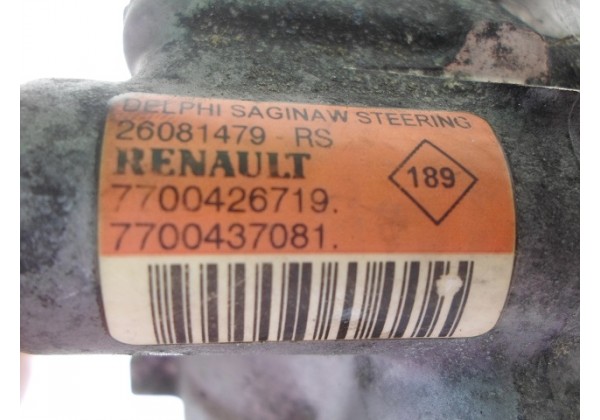 DELPHI SAGINAW STEERING
26081479 - RS
RENAULT
189
7700426719.
7700437081.